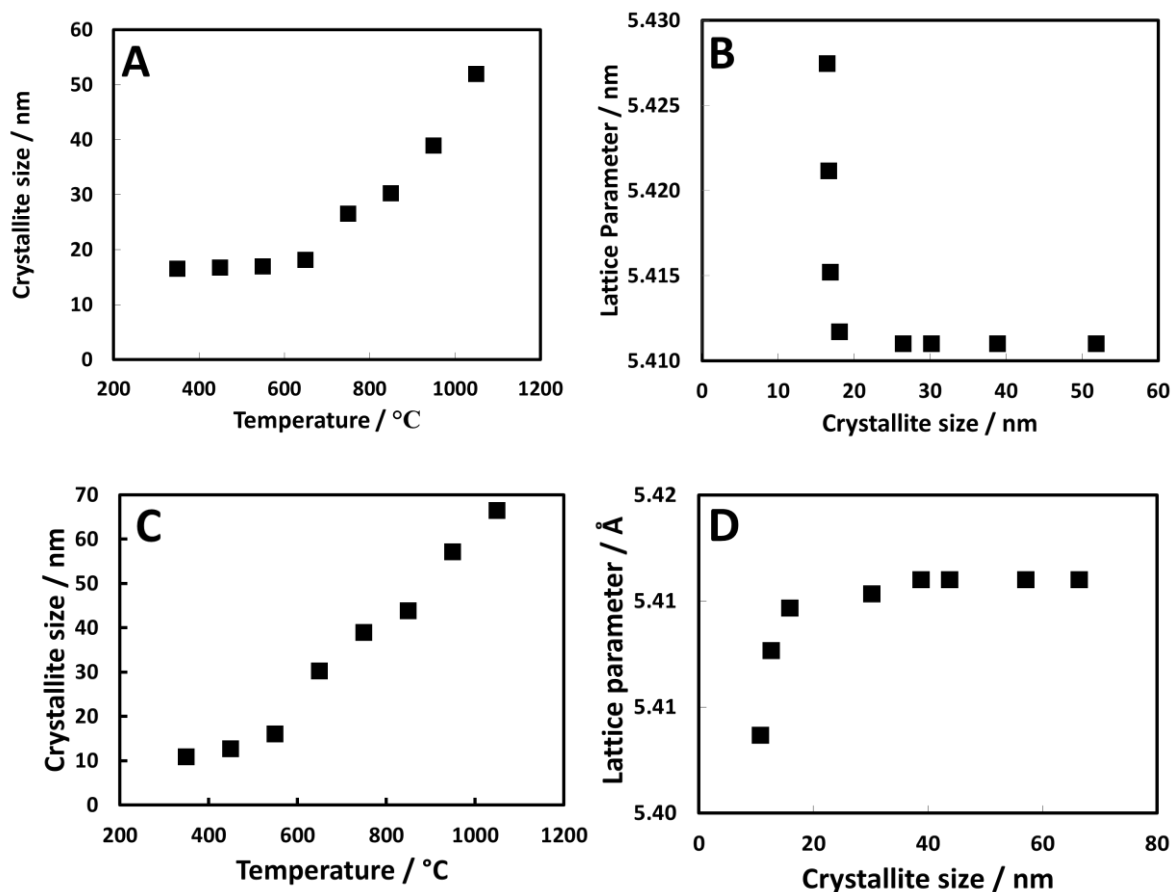 A
Crystallite size / nm
60
50
40
30
20
10
0
200 400 600 800 1000 1200
Temperature / °C
B
Lattice Parameter / nm
5.430
5.425
5.420
5.415
5.410
0 10 20 30 40 50 60
Crystallite size / nm
C
Crystallite size / nm
70
60
50
40
30
20
10
0
200 400 600 800 1000 1200
Temperature / °C
D
Lattice parameter / Å
5.42
5.41
5.41
5.40
0 20 40 60 80
Crystallite size / nm